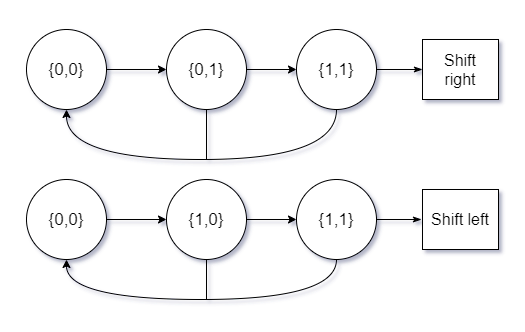 {0,0}
{0,1}
{1,1}
Shift
right
{0,0}
{1,0}
{1,1}
Shift left